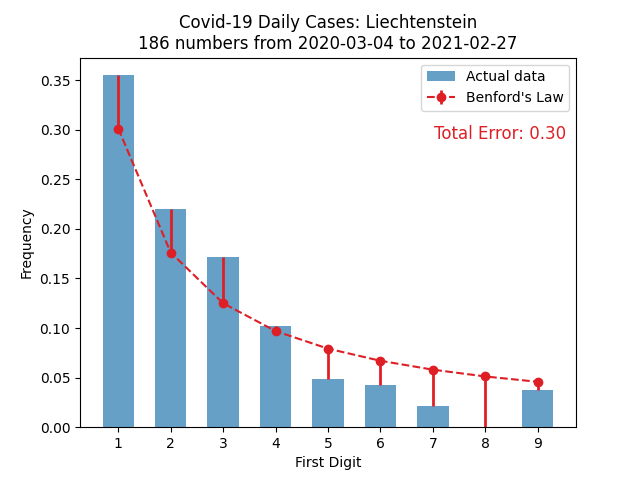 Covid-19 Daily Cases: Liechtenstein
186 numbers from 2020-03-04 to 2021-02-27
Actual data
Benford's Law
Total Error: 0.30
Frequency
0.35
0.30
0.25
0.20
0.15
0.10
0.05
0.00
1 2 3 4 5 6 7 8 9
First Digit